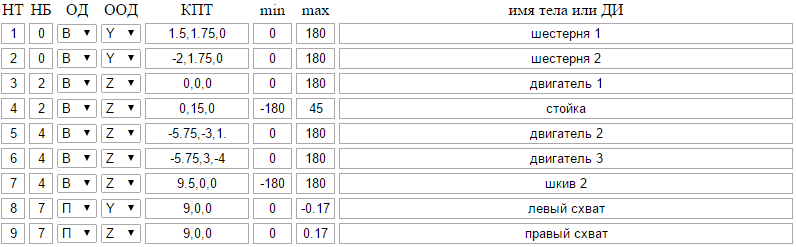 НТ НБ ОД ООД КПТ min max имя тела или ДИ
1 0 В Y 1.5,1.75,0 0 180 шестерня 1
2 0 В Y -2,1.75,0 0 180 шестерня 2
3 2 В Z 0,0,0 0 180 двигатель 1
4 2 В Z 0,15,0 -180 45 стойка
5 4 В Z -5.75,-3,1. 0 180 двигатель 2
6 4 В Z -5.75,3,-4 0 180 двигатель 3
7 4 В Z 9.5,0,0 -180 180 шкив 2
8 7 П Y 9,0,0 0 -0.17 левый схват
9 7 П Z 9,0,0 0 0.17 правый схват